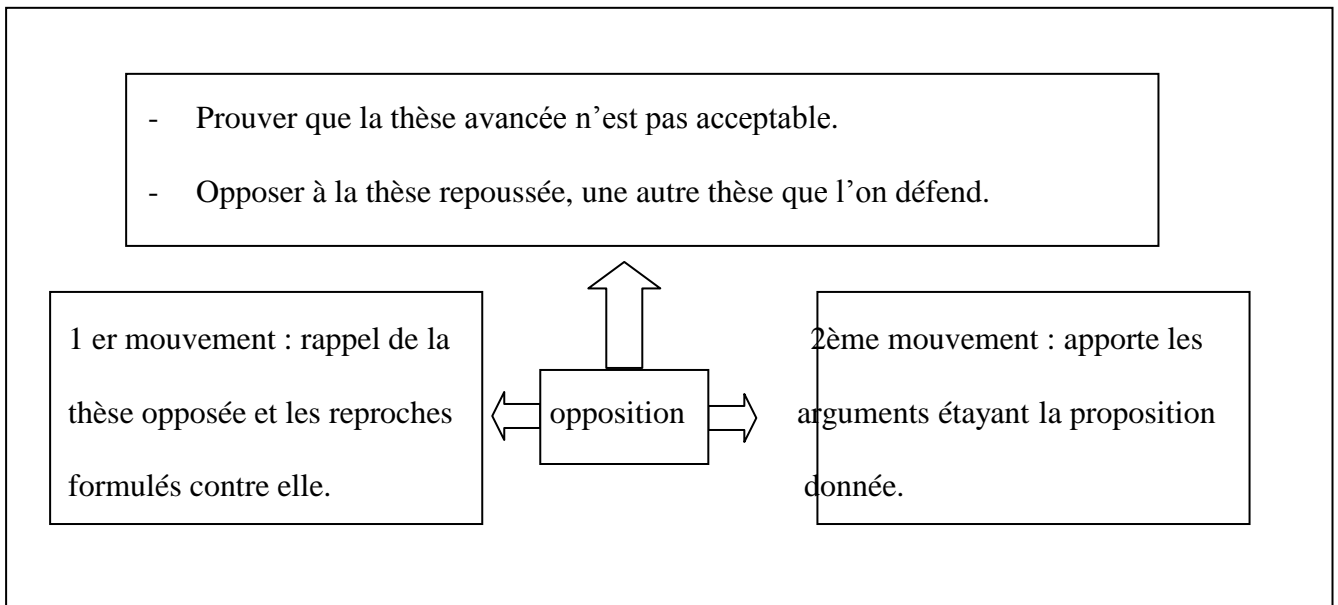 - Prouver que la thèse avancée n’est pas acceptable.
- Opposer à la thèse repoussée, une autre thèse que l’on défend.
1 er mouvement : rappel de la
thèse opposée et les reproches
formulés contre elle.
opposition
2ème mouvement : apporte les
arguments étayant la proposition
donnée.